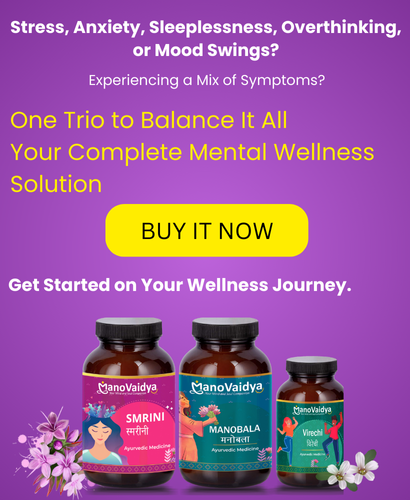 Stress, Anxiety, Sleeplessness, Overthinking,
or Mood Swings?
Experiencing a Mix of Symptoms?
One Trio to Balance It All
Your Complete Mental Wellness
Solution
BUY IT NOW
Get Started on Your Wellness Journey.
ManoVaidya
SMRINI
स्मरीनी
Ayurvedic Medicine
ManoVaidya
MANOBALA
मनोबला
Ayurvedic Medicine
ManoVaidya
Virechi
विरेची
Ayurvedic Medicine